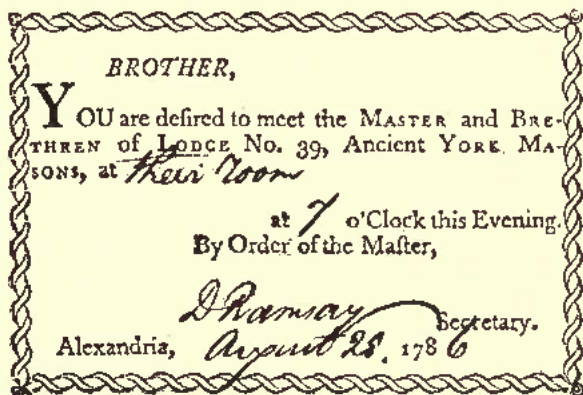 BROTHER,
YOU are deſired to meet the MASTER and BRE-
THREN of LODGE No. 39, Ancient YORK MA-
SONS, at their room
at 7 o'Clock this Evening.
By Order of the Maſter,
D Ramsay Secretary.
Alexandria, August 28. 1786